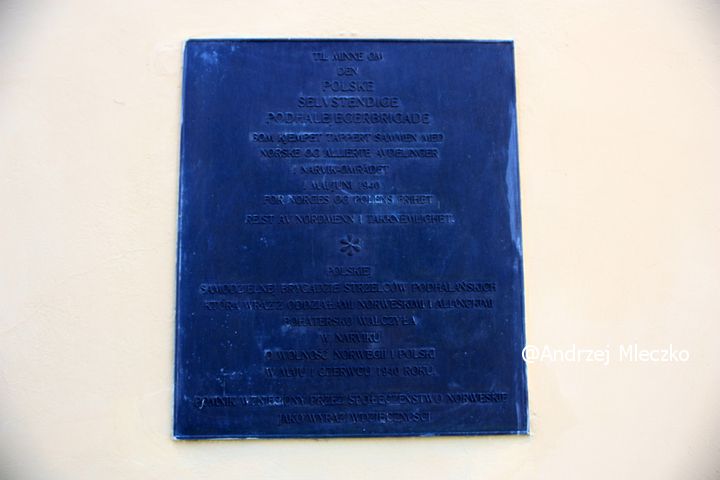 TIL MINNE OM
DEN
POLSKE
SELVSTENDIGE
PODHALE EGERBRIGADE
SOM KJEMPET TAPPERT SAMMEN MED
NORSKE OG ALLIERTE AVDELINGER
I NARVIK-OMRÅDET
I MAI/JUNI 1940
FOR NORGES OG POLENS FRIHET
REIST AV NORDMENN I TAKKNEMLIGHET.
POLSKIEJ
SAMODZIELNEJ BRYGADZIE STRZELCÓW PODHALAŃSKICH
KTÓRA WRAZ Z ODDZIAŁAMI NORWESKIMI I ALIANCKIMI
BOHATERSKO WALCZYŁA
W NARVIKU
O WOLNOŚĆ NORWEGII I POLSKI
W MAJU I CZERWCU 1940 ROKU.
POMNIK WZNIESIONY PRZEZ SPOŁECZEŃSTWO NORWESKIE
JAKO WYRAZ WDZIĘCZNOŚCI
@Andrzej Mleczko